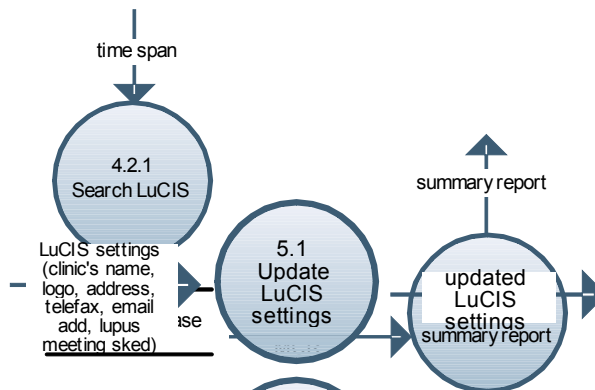 time span
4.2.1
Search LuCIS
summary report
LuCIS settings
(clinic's name,
logo, address,
telefax, email
add, lupus
meeting sked)
ase
5.1
Update
LuCIS
settings
updated
LuCIS
settings
summary report